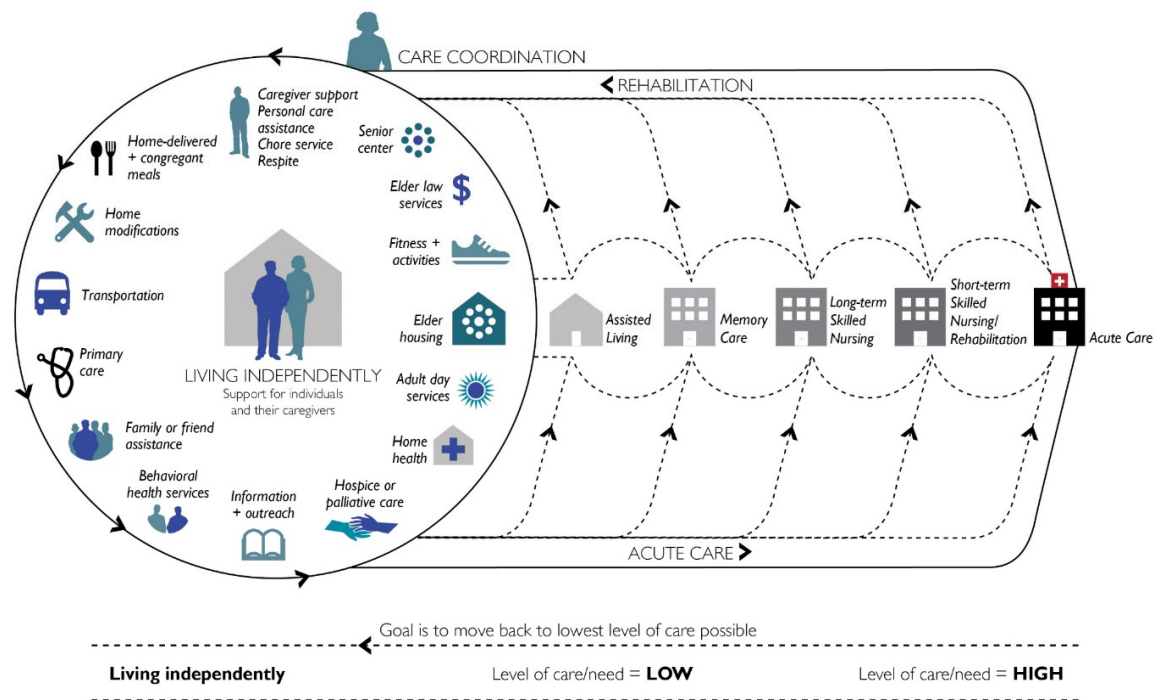 CARE COORDINATION
REHABILITATION
Caregiver support
Personal care
assistance
Chore service
Respite
Senior
center
Home-delivered
+ congregant
meals
Elder law
services
$
Home
modifications
Fitness +
activities
Transportation
Elder
housing
Assisted
Living
Memory
Care
Long-term
Skilled
Nursing
Short-term
Skilled
Nursing/
Rehabilitation
Acute Care
Primary
care
LIVING INDEPENDENTLY
Support for individuals
and their caregivers
Adult day
services
Family or friend
assistance
Home
health
Behavioral
health services
Information
+ outreach
Hospice or
palliative care
ACUTE CARE
Goal is to move back to lowest level of care possible
Living independently
Level of care/need = LOW
Level of care/need = HIGH